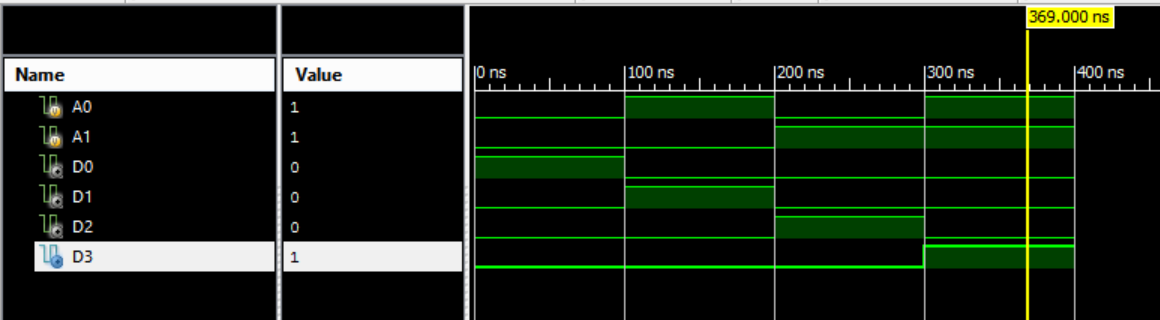 369.000 ns
Name Value 0 ns 100 ns 200 ns 300 ns 400 ns
A0 1
A1 1
D0 0
D1 0
D2 0
D3 1